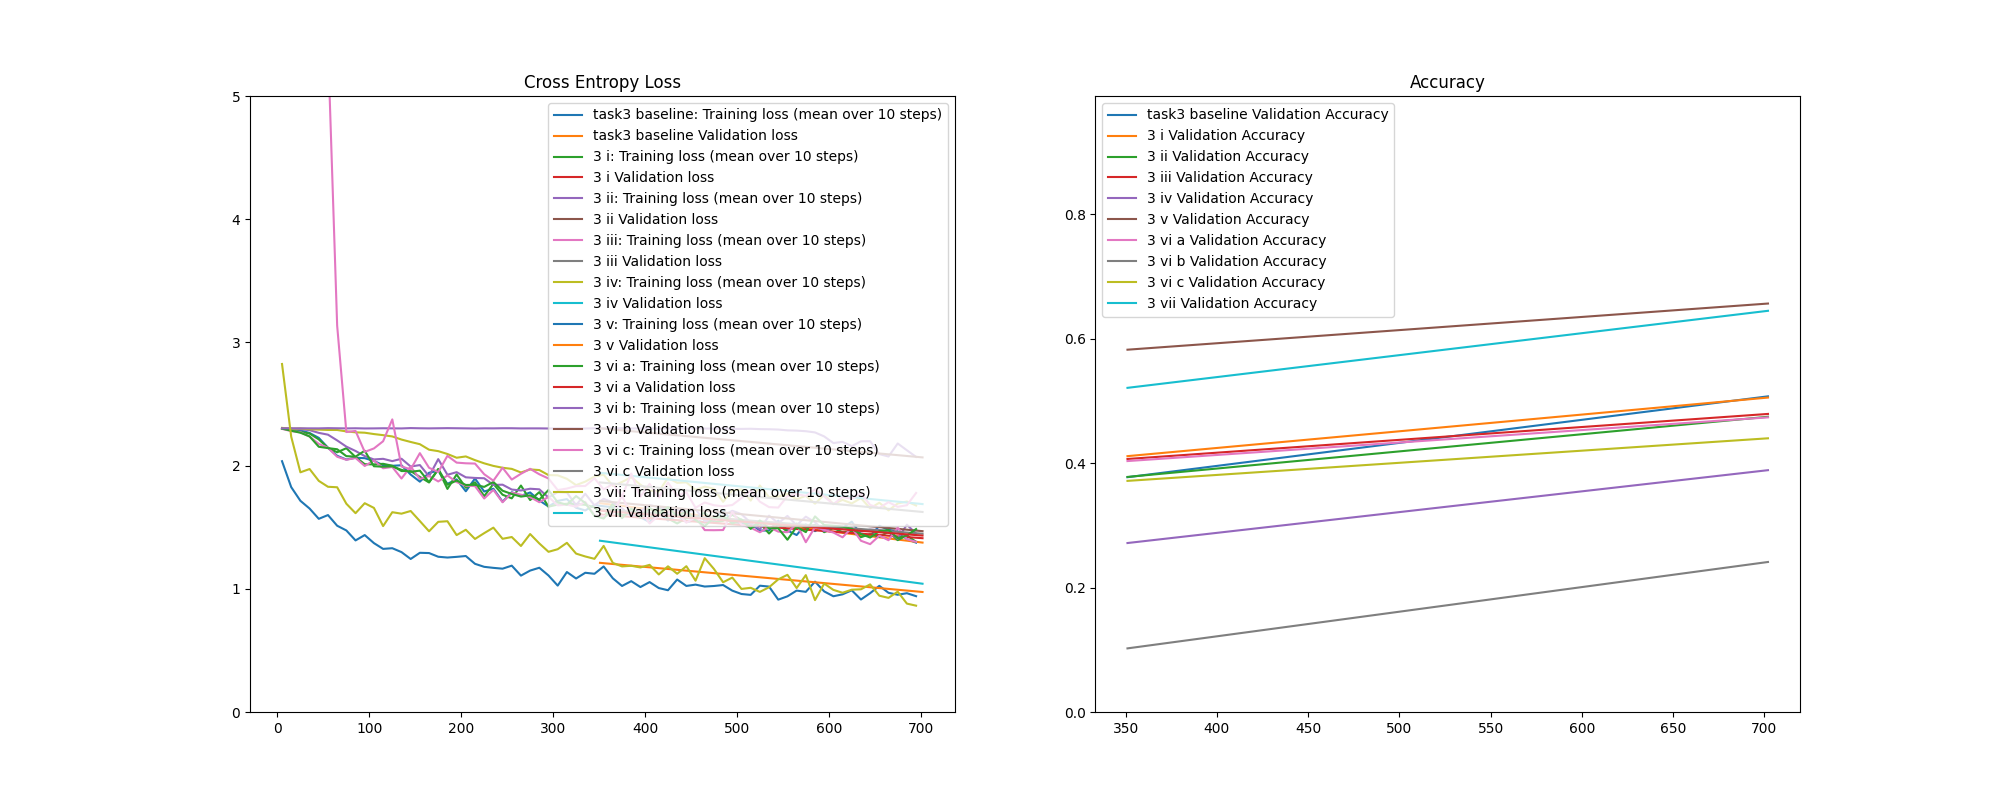 Cross Entropy Loss
5
4
3
2
1
0
0 100 200 300 400 500 600 700
task3 baseline: Training loss (mean over 10 steps)
task3 baseline Validation loss
3 i: Training loss (mean over 10 steps)
3 i Validation loss
3 ii: Training loss (mean over 10 steps)
3 ii Validation loss
3 iii: Training loss (mean over 10 steps)
3 iii Validation loss
3 iv: Training loss (mean over 10 steps)
3 iv Validation loss
3 v: Training loss (mean over 10 steps)
3 v Validation loss
3 vi a: Training loss (mean over 10 steps)
3 vi a Validation loss
3 vi b: Training loss (mean over 10 steps)
3 vi b Validation loss
3 vi c: Training loss (mean over 10 steps)
3 vi c Validation loss
3 vii: Training loss (mean over 10 steps)
3 vii Validation loss
Accuracy
0.8
0.6
0.4
0.2
0.0
350 400 450 500 550 600 650 700
task3 baseline Validation Accuracy
3 i Validation Accuracy
3 ii Validation Accuracy
3 iii Validation Accuracy
3 iv Validation Accuracy
3 v Validation Accuracy
3 vi a Validation Accuracy
3 vi b Validation Accuracy
3 vi c Validation Accuracy
3 vii Validation Accuracy